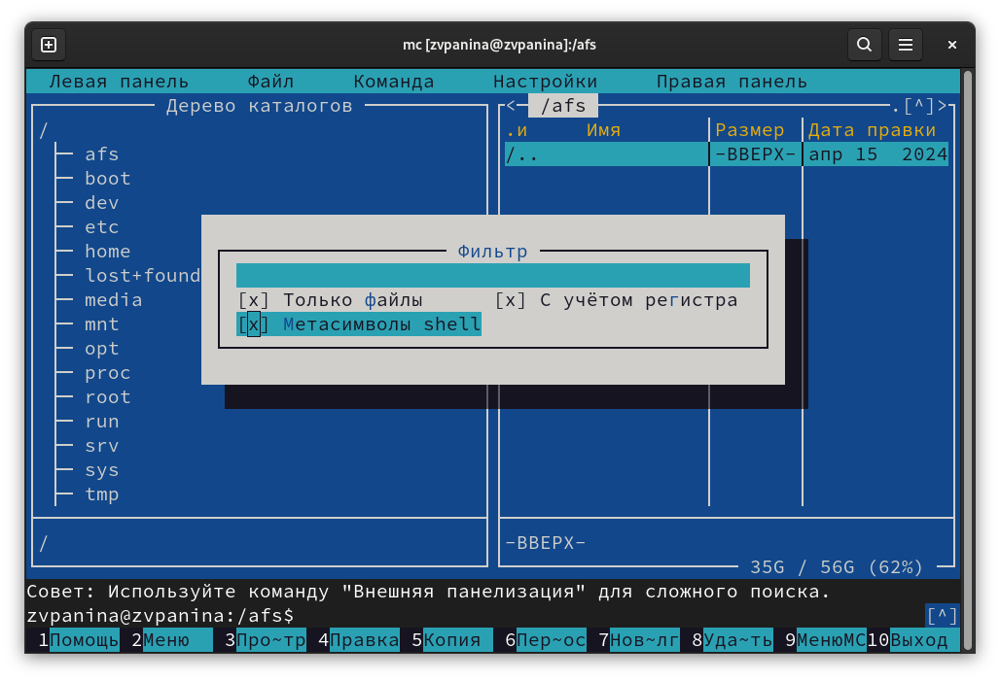 mc [zvpanina@zvpanina]:/afs
Левая панель Файл Команда Настройки Правая панель
Дерево каталогов
/
afs
boot
dev
etc
home
lost+found
media
mnt
opt
proc
root
run
srv
sys
tmp
/
<- /afs .[^]>
.и Имя Размер Дата правки
/.. -ВВЕРХ- апр 15 2024
Фильтр
[x] Только файлы [x] С учётом регистра
[x] Метасимволы shell
-ВВЕРХ-
35G / 56G (62%)
Совет: Используйте команду "Внешняя панелизация" для сложного поиска.
zvpanina@zvpanina:/afs$ [^]
1Помощь 2Меню 3Про~тр 4Правка 5Копия 6Пер~ос 7Нов~лг 8Уда~ть 9МенюMC10Выход